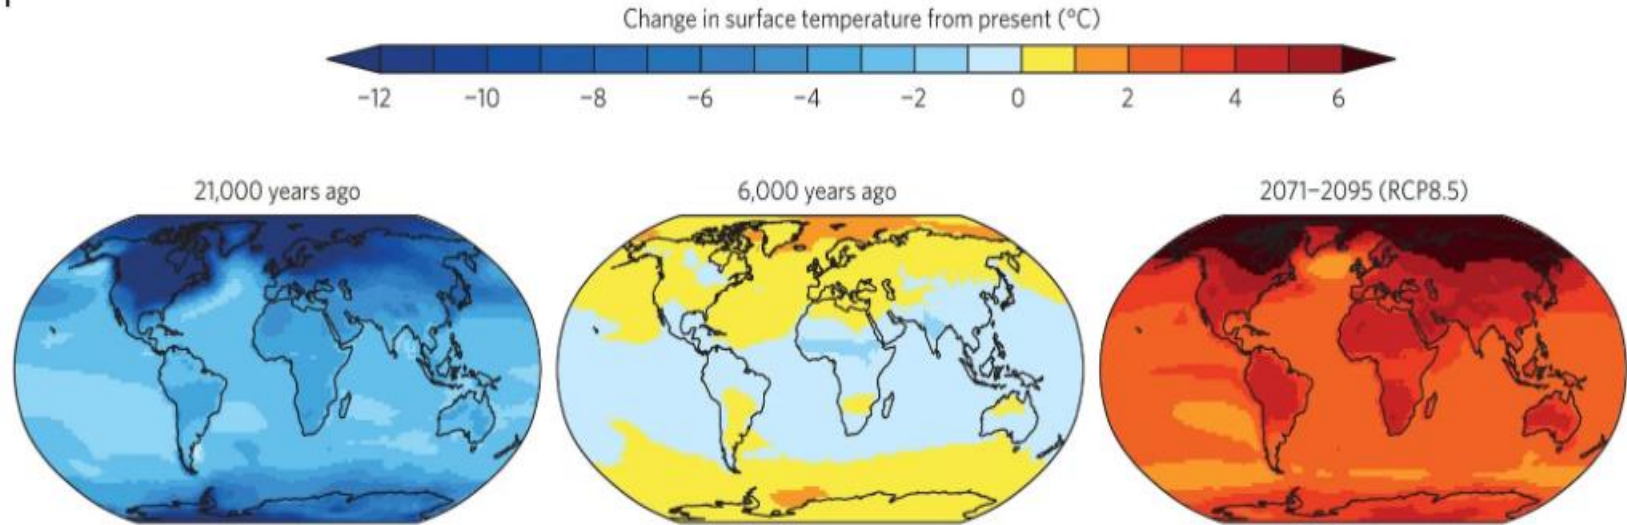 Change in surface temperature from present (°C)
−12 −10 −8 −6 −4 −2 0 2 4 6
21,000 years ago 6,000 years ago 2071–2095 (RCP8.5)